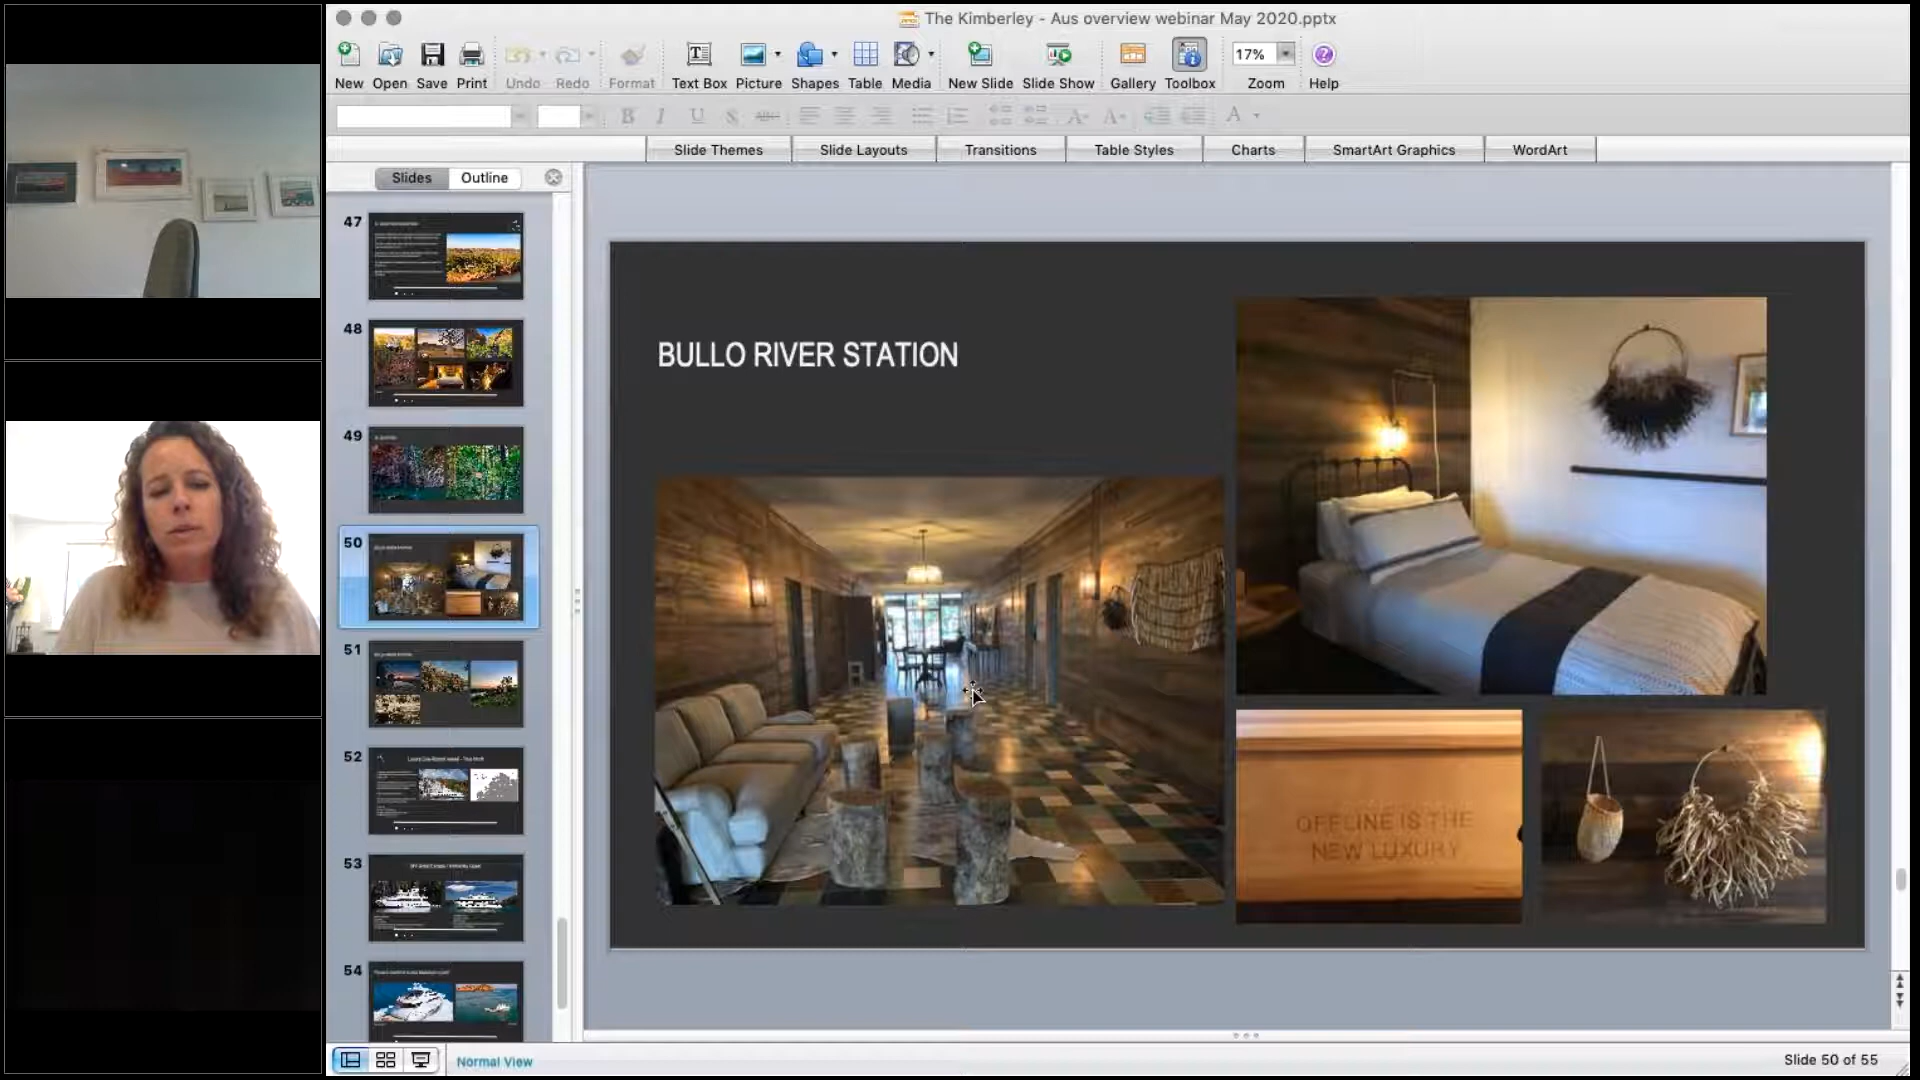 The Kimberley - Aus overview webinar May 2020.pptx
New Open Save Print Undo Redo Format Text Box Picture Shapes Table Media New Slide Slide Show Gallery Toolbox 17% Zoom Help
B I U S ABC A A A
Slide Themes Slide Layouts Transitions Table Styles Charts SmartArt Graphics WordArt
Slides Outline
47
48
49
50
51
52
53
54
BULLO RIVER STATION
OFFLINE IS THE
NEW LUXURY
Normal View
Slide 50 of 55